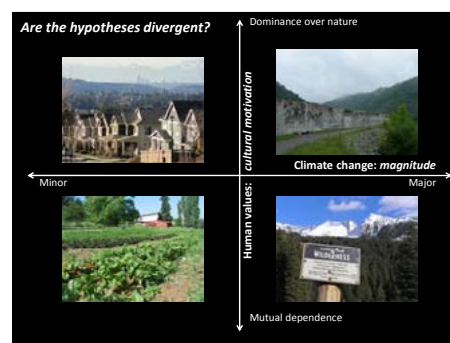 Are the hypotheses divergent?
Dominance over nature
cultural motivation
Climate change: magnitude
Minor
Major
Human values:
WILDERNESS
Mutual dependence